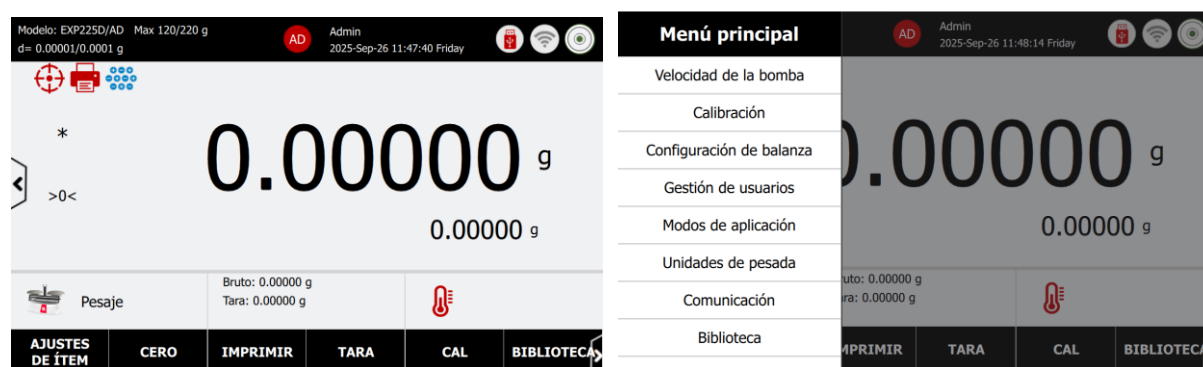 Modelo: EXP225D/AD Max 120/220 g
d= 0.00001/0.0001 g
AD
Admin
2025-Sep-26 11:47:40 Friday
*
>0<
0.00000 g
0.00000 g
Pesaje
Bruto: 0.00000 g
Tara: 0.00000 g
AJUSTES
DE ÍTEM
CERO
IMPRIMIR
TARA
CAL
BIBLIOTECA
Menú principal
Velocidad de la bomba
Calibración
Configuración de balanza
Gestión de usuarios
Modos de aplicación
Unidades de pesada
Comunicación
Biblioteca
AD
Admin
2025-Sep-26 11:48:14 Friday
0.00000 g
0.00000 g
ruto: 0.00000 g
ara: 0.00000 g
MPRIMIR
TARA
CAL
BIBLIOTECA